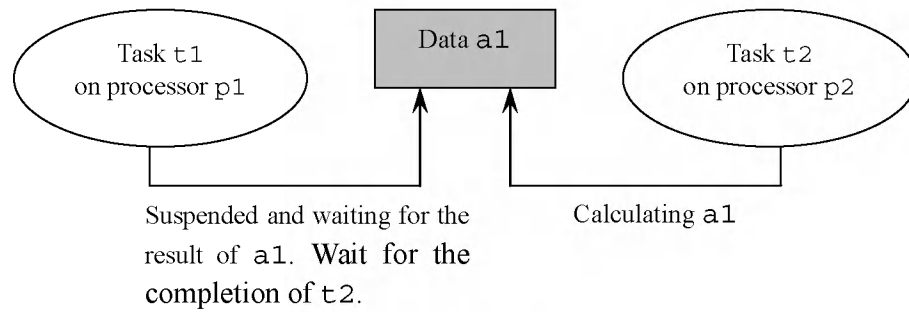 Task t1
on processor p1
Data a1
Task t2
on processor p2
Suspended and waiting for the
result of a1. Wait for the
completion of t2.
Calculating a1